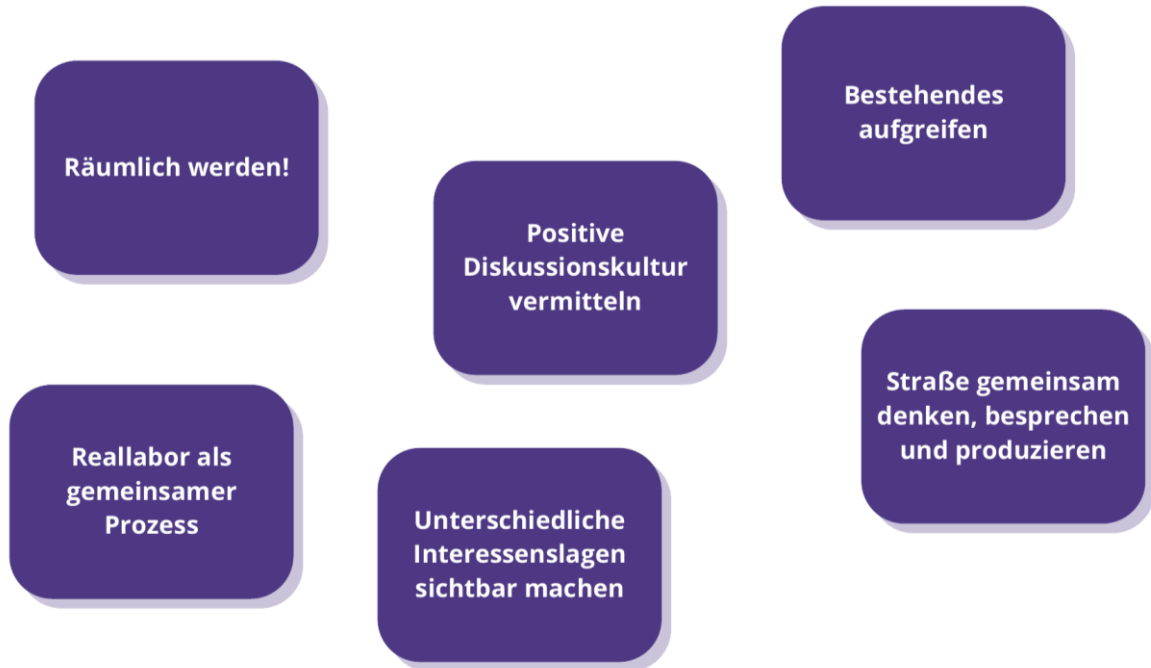 Räumlich werden!
Bestehendes
aufgreifen
Positive
Diskussionskultur
vermitteln
Straße gemeinsam
denken, besprechen
und produzieren
Reallabor als
gemeinsamer
Prozess
Unterschiedliche
Interessenslagen
sichtbar machen